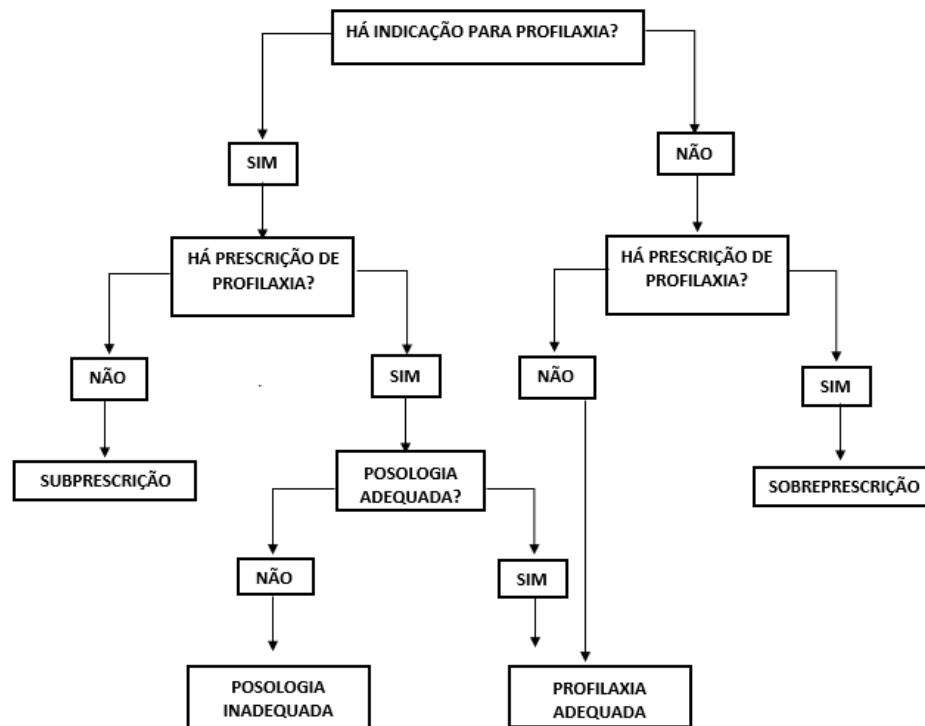 HÁ INDICAÇÃO PARA PROFILAXIA?
SIM
NÃO
HÁ PRESCRIÇÃO DE
PROFILAXIA?
HÁ PRESCRIÇÃO DE
PROFILAXIA?
NÃO
SIM
NÃO
SIM
SUBPRESCRIÇÃO
POSOLOGIA
ADEQUADA?
SOBREPRESCRIÇÃO
NÃO
SIM
POSOLOGIA
INADEQUADA
PROFILAXIA
ADEQUADA